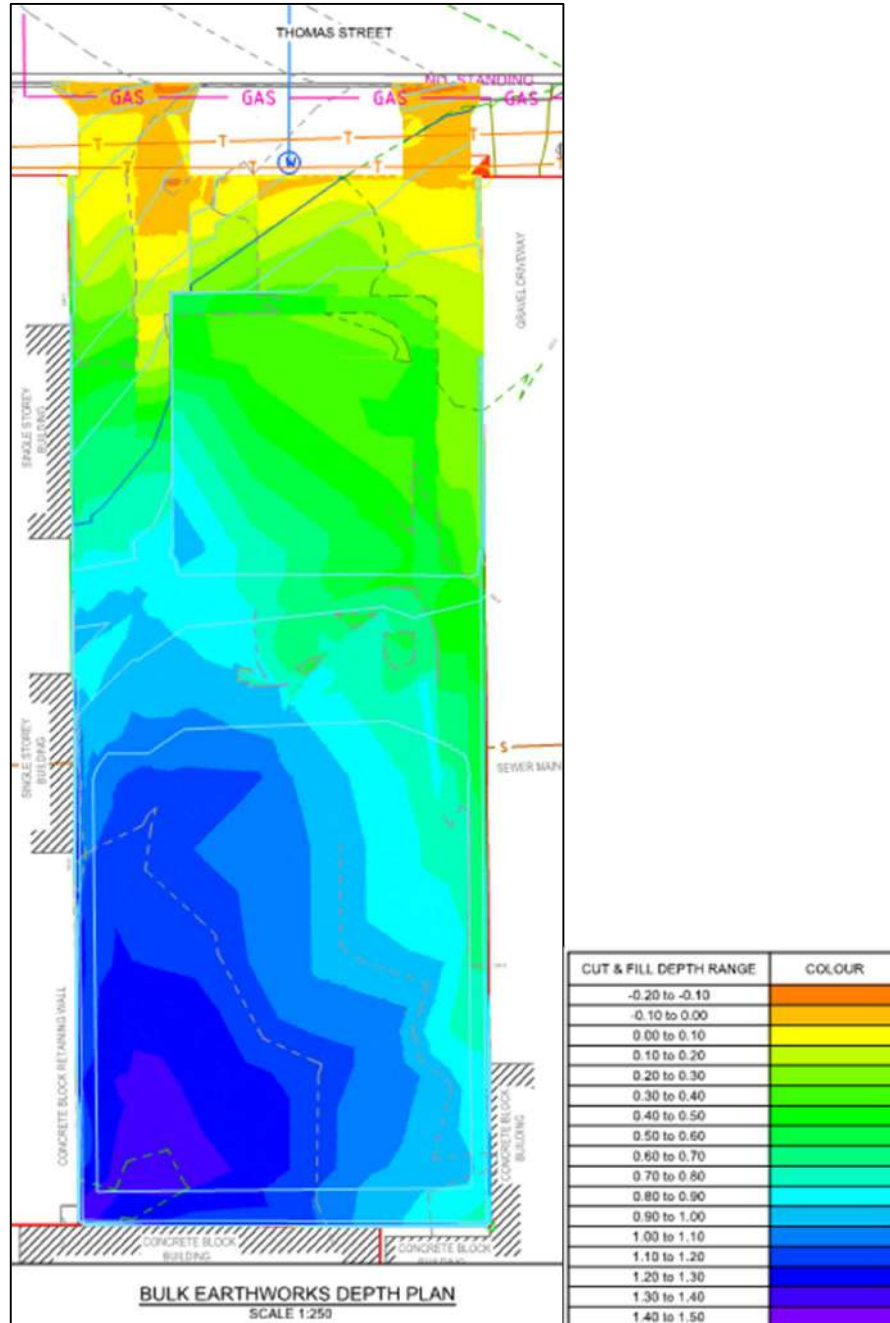 THOMAS STREET
NO STANDING
GAS GAS GAS GAS
T T T
T T T
W
GRAVEL DRIVEWAY
SINGLE STOREY
BUILDING
SINGLE STOREY
BUILDING
S
SEWER MAIN
CONCRETE BLOCK RETAINING WALL
CONCRETE BLOCK
BUILDING
CONCRETE BLOCK
BUILDING
CONCRETE BLOCK
BULK EARTHWORKS DEPTH PLAN
SCALE 1:250
CUT & FILL DEPTH RANGE COLOUR
-0.20 to -0.10
-0.10 to 0.00
0.00 to 0.10
0.10 to 0.20
0.20 to 0.30
0.30 to 0.40
0.40 to 0.50
0.50 to 0.60
0.60 to 0.70
0.70 to 0.80
0.80 to 0.90
0.90 to 1.00
1.00 to 1.10
1.10 to 1.20
1.20 to 1.30
1.30 to 1.40
1.40 to 1.50